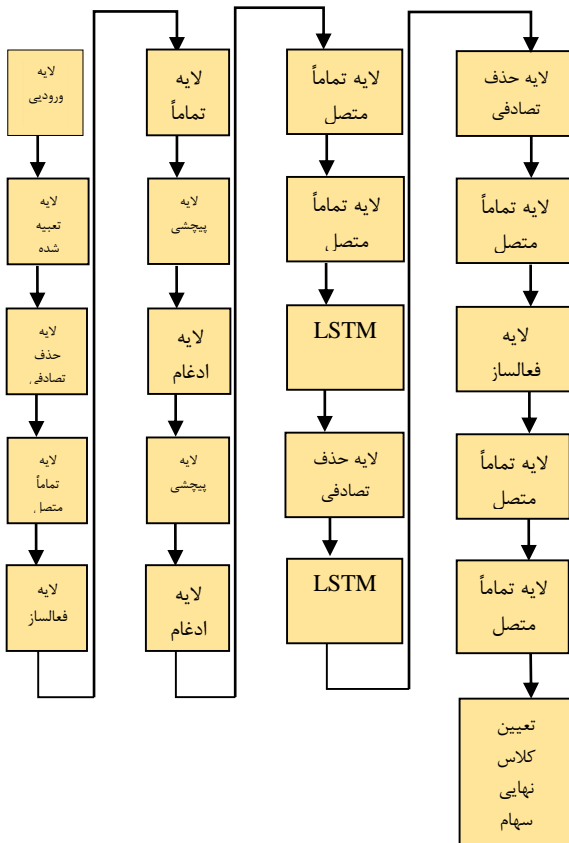 لایه
ورودیی
لایه
تعبیه
شده
لایه
حذف
تصادفی
لایه
تماماً
متصل
لایه
فعالساز
لایه
تماماً
لایه
پیچشی
لایه
ادغام
لایه
پیچشی
لایه
ادغام
لایه تماماً
متصل
لایه تماماً
متصل
LSTM
لایه حذف
تصادفی
LSTM
لایه حذف
تصادفی
لایه تماماً
متصل
لایه
فعالساز
لایه تماماً
متصل
لایه تماماً
متصل
تعیین
کلاس
نهایی
سهام